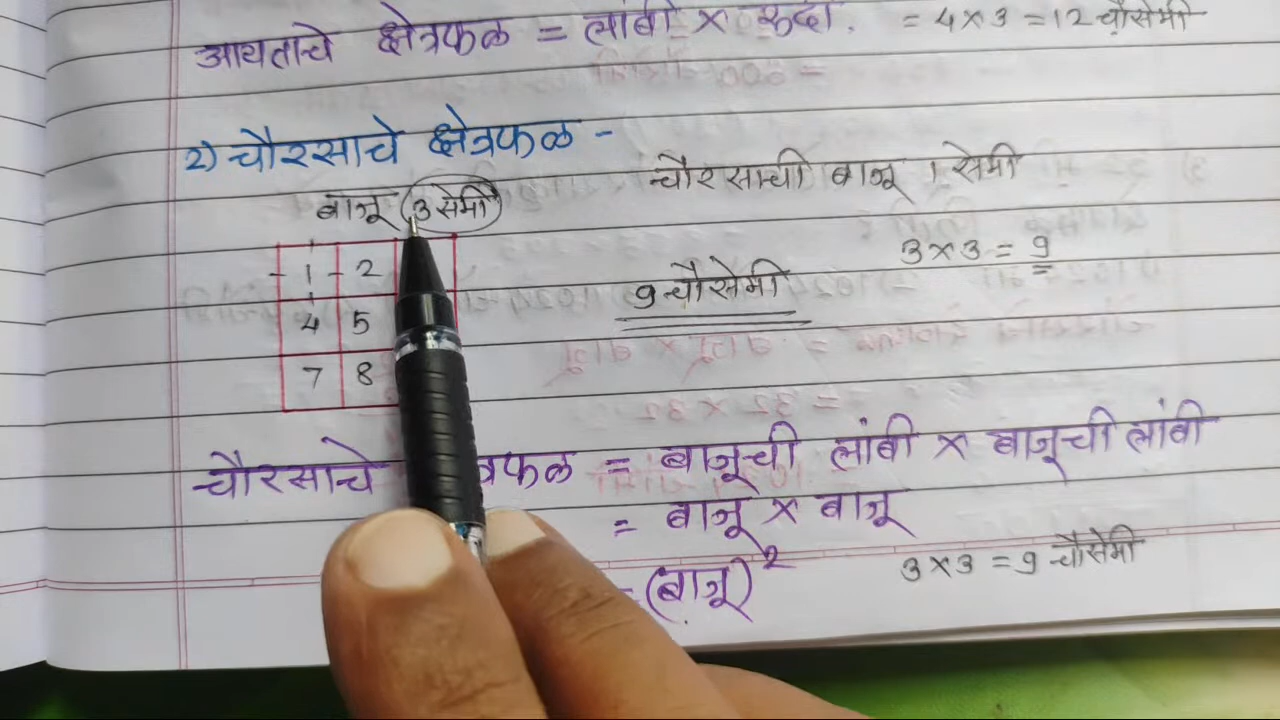 आयताचे क्षेत्रफळ = लांबी × रुंदी. = 4 × 3 = 12 चौसेमी
2) चौरसाचे क्षेत्रफळ -
चौरसाची बाजू 1 सेमी
बाजू 3 सेमी
3 × 3 = 9
1 2
9 चौसेमी
4 5
7 8
चौरसाचे = बाजूची लांबी × बाजूची लांबी
= बाजू × बाजू
= (बाजू)²
3 × 3 = 9 चौसेमी